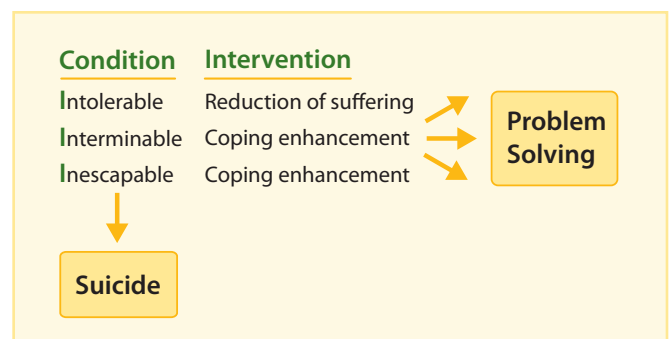 Condition Intervention
Intolerable Reduction of suffering
Interminable Coping enhancement
Inescapable Coping enhancement
Problem
Solving
Suicide